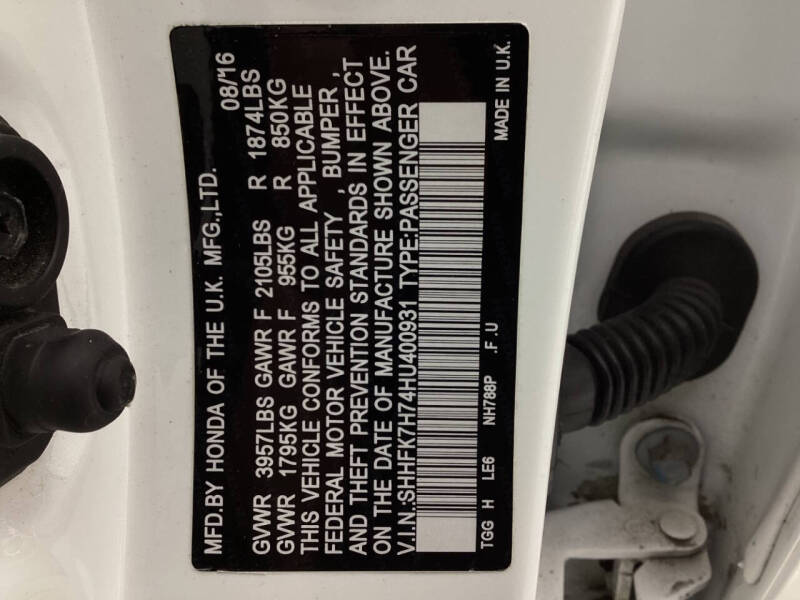 MFD.BY HONDA OF THE U.K. MFG.,LTD. 08/16
GVWR 3957LBS GAWR F 2105LBS R 1874LBS
GVWR 1795KG GAWR F 955KG R 850KG
THIS VEHICLE CONFORMS TO ALL APPLICABLE
FEDERAL MOTOR VEHICLE SAFETY , BUMPER ,
AND THEFT PREVENTION STANDARDS IN EFFECT
ON THE DATE OF MANUFACTURE SHOWN ABOVE.
V.I.N.:SHHFK7H74HU400931 TYPE:PASSENGER CAR
TGG H LE6 NH788P .F.U MADE IN U.K.